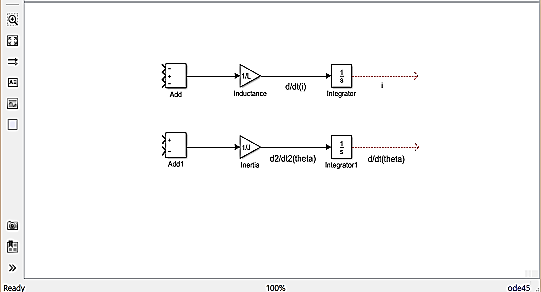 1/L
1
s
Add
Inductance
d/dt(i)
Integrator
i
1/J
1
s
Add1
Inertia
d2/dt2(theta)
Integrator1
d/dt(theta)
Ready
100%
ode45